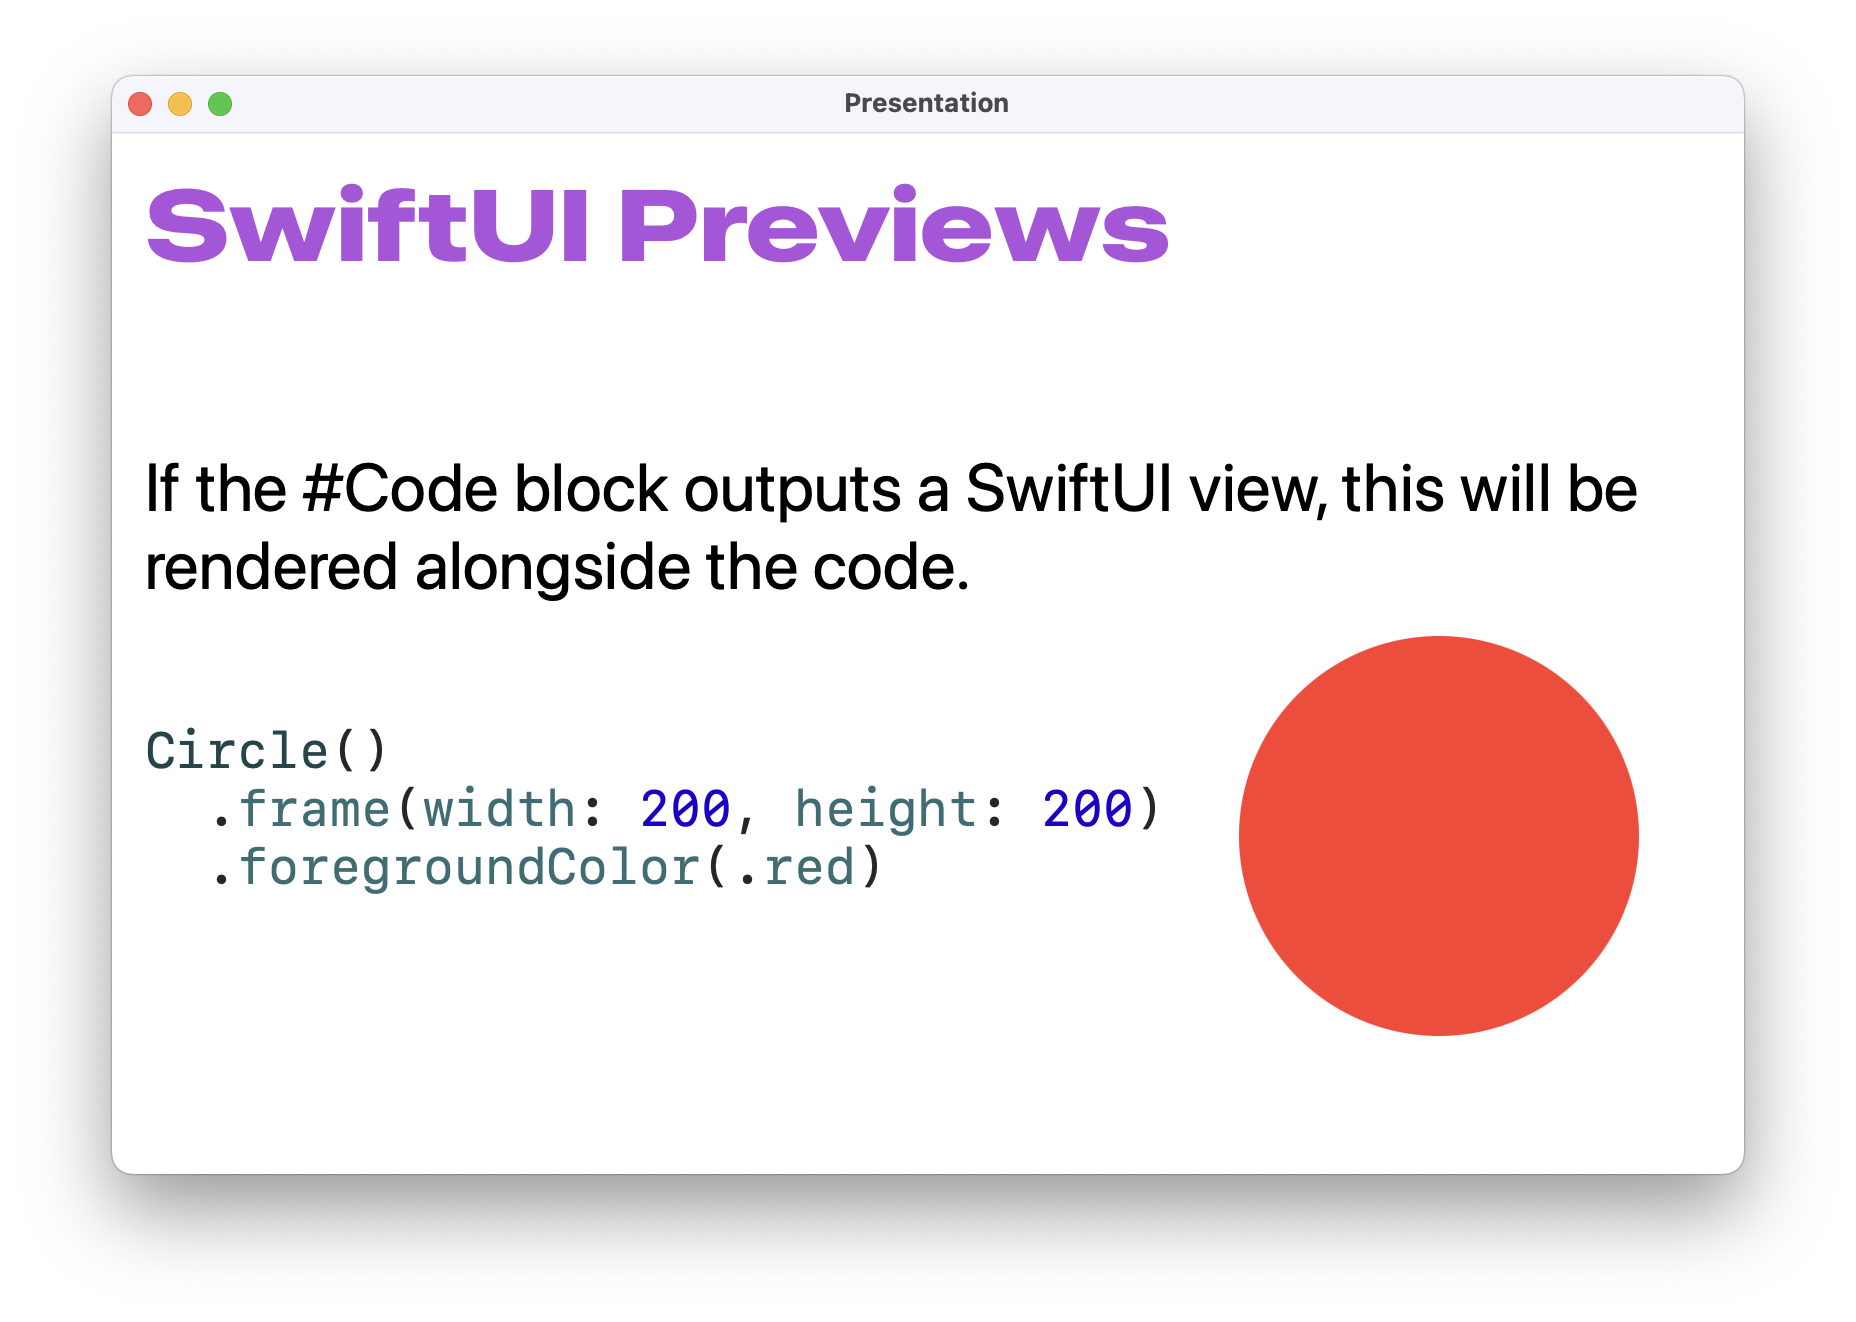 Presentation
SwiftUI Previews
If the #Code block outputs a SwiftUI view, this will be
rendered alongside the code.
Circle()
  .frame(width: 200, height: 200)
  .foregroundColor(.red)